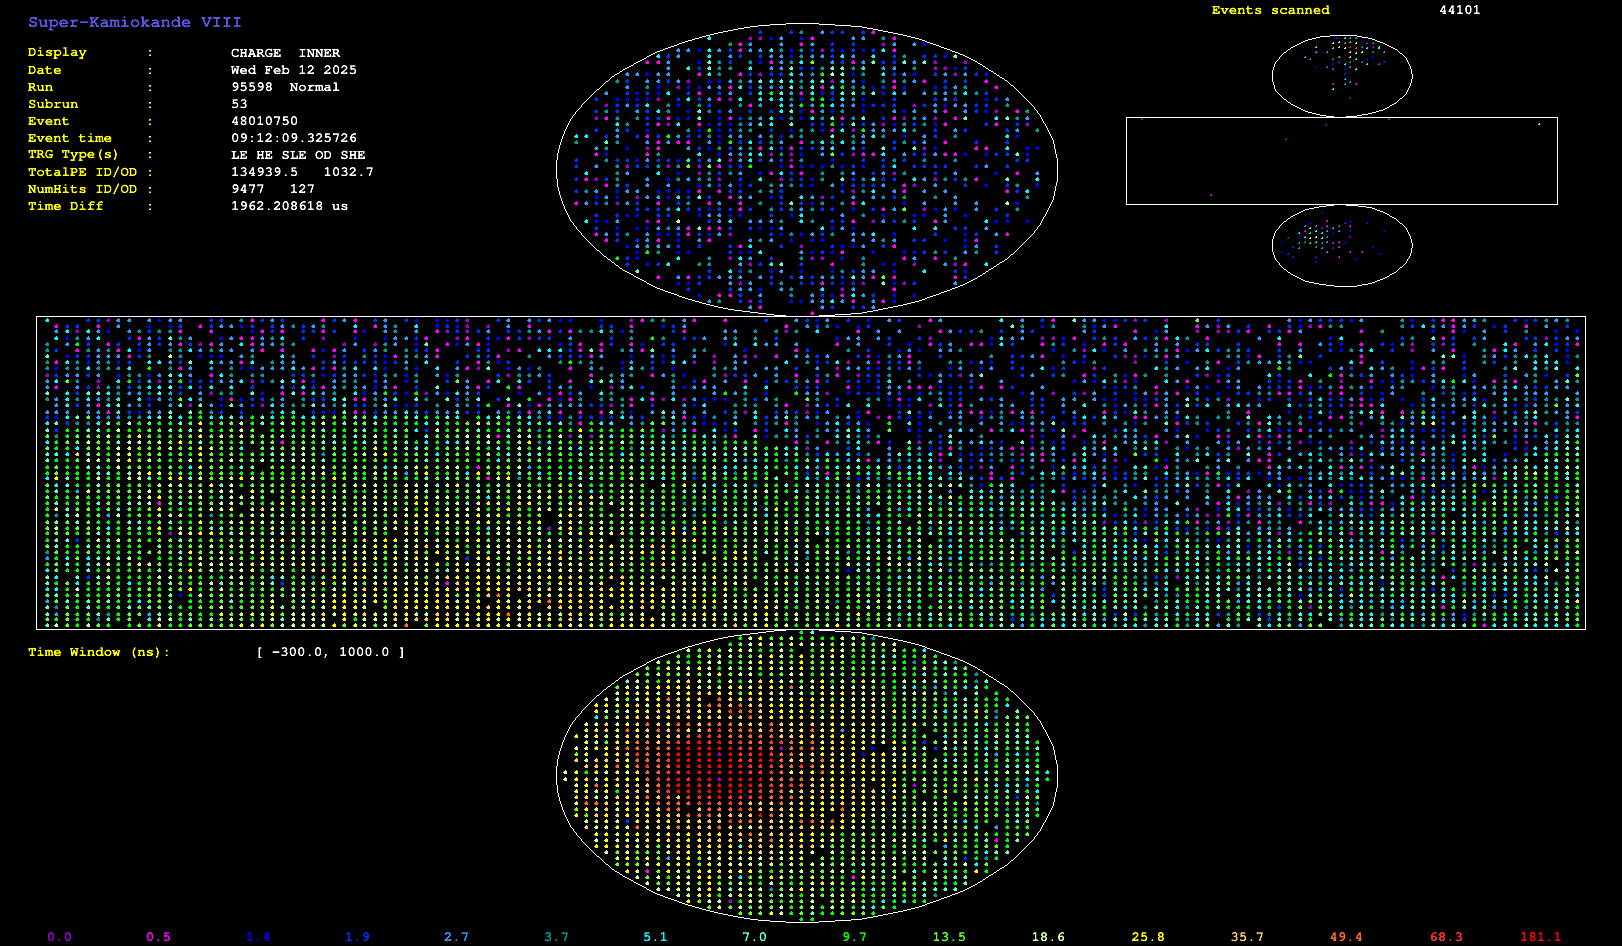 Super-Kamiokande VIII
Events scanned 44101
Display : CHARGE INNER
Date : Wed Feb 12 2025
Run : 95598 Normal
Subrun : 53
Event : 48010750
Event time : 09:12:09.325726
TRG Type(s) : LE HE SLE OD SHE
TotalPE ID/OD : 134939.5 1032.7
NumHits ID/OD : 9477 127
Time Diff : 1962.208618 us
Time Window (ns): [ -300.0, 1000.0 ]
0.0 0.5 1.4 1.9 2.7 3.7 5.1 7.0 9.7 13.5 18.6 25.8 35.7 49.4 68.3 181.1